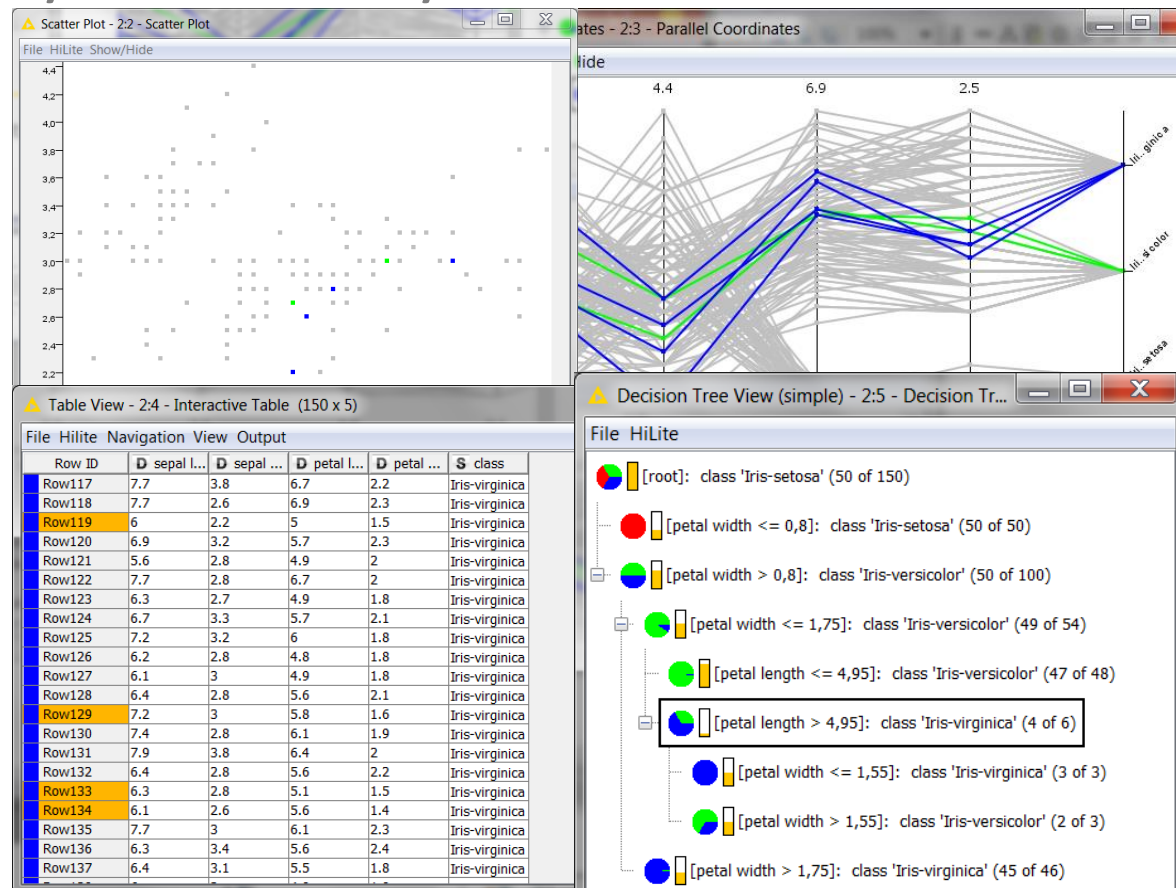 Scatter Plot - 2:2 - Scatter Plot
File HiLite Show/Hide
4,4
4,2
4,0
3,8
3,6
3,4
3,2
3,0
2,8
2,6
2,4
2,2
ates - 2:3 - Parallel Coordinates
Hide
4.4 6.9 2.5
Iri..ginica
Iri..sicolor
Iri..setosa
Table View - 2:4 - Interactive Table (150 x 5)
File Hilite Navigation View Output
Row ID D sepal l... D sepal ... D petal l... D petal ... S class
Row117 7.7 3.8 6.7 2.2 Iris-virginica
Row118 7.7 2.6 6.9 2.3 Iris-virginica
Row119 6 2.2 5 1.5 Iris-virginica
Row120 6.9 3.2 5.7 2.3 Iris-virginica
Row121 5.6 2.8 4.9 2 Iris-virginica
Row122 7.7 2.8 6.7 2 Iris-virginica
Row123 6.3 2.7 4.9 1.8 Iris-virginica
Row124 6.7 3.3 5.7 2.1 Iris-virginica
Row125 7.2 3.2 6 1.8 Iris-virginica
Row126 6.2 2.8 4.8 1.8 Iris-virginica
Row127 6.1 3 4.9 1.8 Iris-virginica
Row128 6.4 2.8 5.6 2.1 Iris-virginica
Row129 7.2 3 5.8 1.6 Iris-virginica
Row130 7.4 2.8 6.1 1.9 Iris-virginica
Row131 7.9 3.8 6.4 2 Iris-virginica
Row132 6.4 2.8 5.6 2.2 Iris-virginica
Row133 6.3 2.8 5.1 1.5 Iris-virginica
Row134 6.1 2.6 5.6 1.4 Iris-virginica
Row135 7.7 3 6.1 2.3 Iris-virginica
Row136 6.3 3.4 5.6 2.4 Iris-virginica
Row137 6.4 3.1 5.5 1.8 Iris-virginica
Decision Tree View (simple) - 2:5 - Decision Tr...
File HiLite
[root]: class 'Iris-setosa' (50 of 150)
[petal width <= 0,8]: class 'Iris-setosa' (50 of 50)
[petal width > 0,8]: class 'Iris-versicolor' (50 of 100)
[petal width <= 1,75]: class 'Iris-versicolor' (49 of 54)
[petal length <= 4,95]: class 'Iris-versicolor' (47 of 48)
[petal length > 4,95]: class 'Iris-virginica' (4 of 6)
[petal width <= 1,55]: class 'Iris-virginica' (3 of 3)
[petal width > 1,55]: class 'Iris-versicolor' (2 of 3)
[petal width > 1,75]: class 'Iris-virginica' (45 of 46)